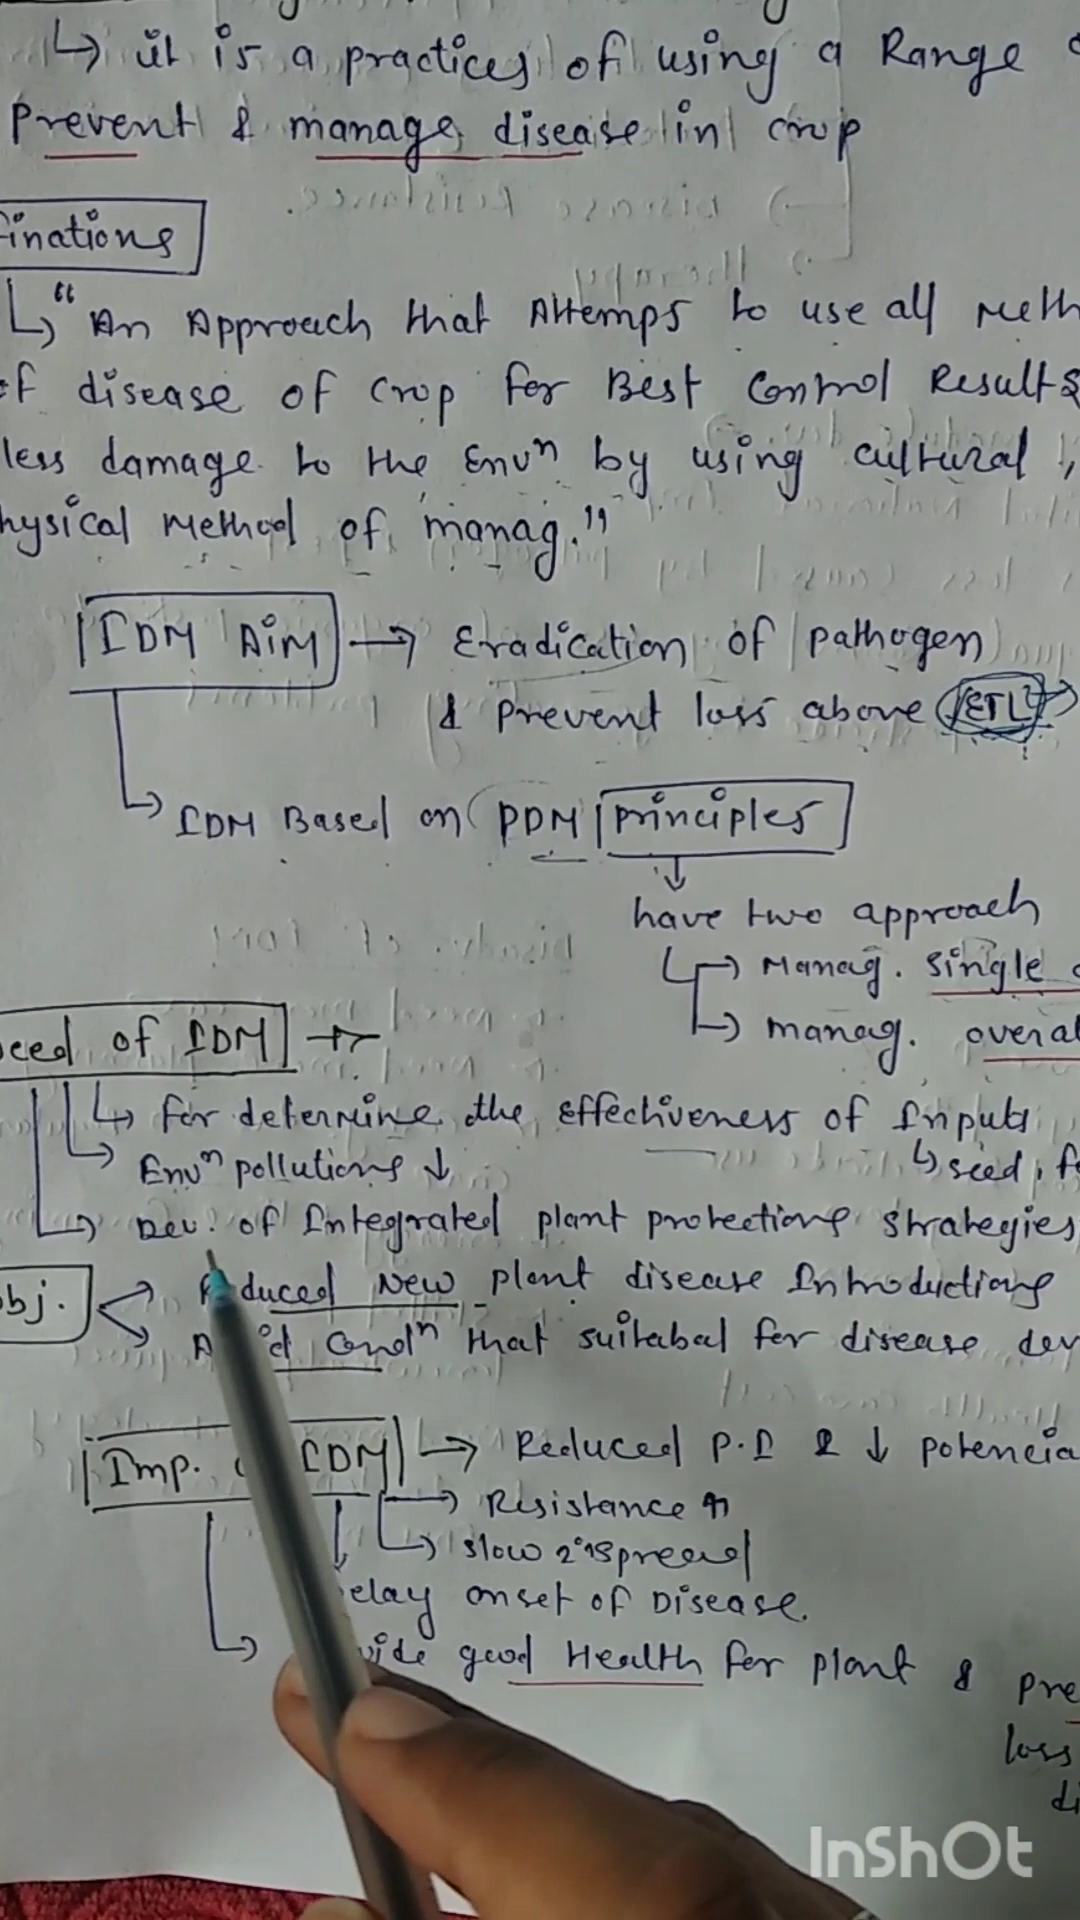 ↳ it is a practices of using a Range
Prevent & manage disease in crop
finations
↳ "An Approach that Attemps to use all Meth
of disease of crop for Best Control Results
less damage to the Envⁿ by using cultural,
hysical Method of manag."
IDM AiM → Eradication of pathogen
& prevent loss above ETL →
↳ IDM Based on PDM principles
↓
have two approach
↳ Manag. single
↳ manag. overal
eed of IDM →
↳ for determine the Effectiveness of Inputs
↳ Envⁿ pollutions ↓ ↳ seed, fe
↳ Dev. of Integrated plant protections strategies
obj. → duced New plant disease Introductions
→ condⁿ that suitabal for disease dev
Imp. IDM → Reduced P.I & ↓ potencia
→ Resistance ↑
↳ slow 2° spread
elay onset of Disease.
↳ vide good Health for plant & pre
loss
di
InShOt